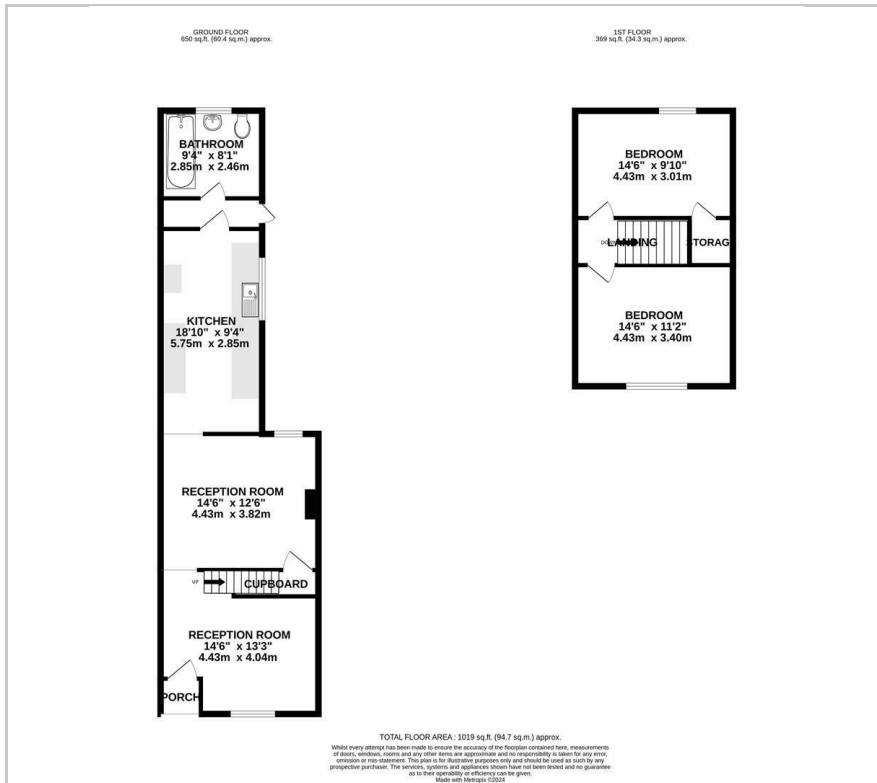 GROUND FLOOR
650 sq.ft. (60.4 sq.m.) approx.
1ST FLOOR
369 sq.ft. (34.3 sq.m.) approx.
BATHROOM
9'4" x 8'1"
2.85m x 2.46m
KITCHEN
18'10" x 9'4"
5.75m x 2.85m
RECEPTION ROOM
14'6" x 12'6"
4.43m x 3.82m
UP
CUPBOARD
RECEPTION ROOM
14'6" x 13'3"
4.43m x 4.04m
PORCH
BEDROOM
14'6" x 9'10"
4.43m x 3.01m
DOWN
LANDING
STORAG
BEDROOM
14'6" x 11'2"
4.43m x 3.40m
TOTAL FLOOR AREA : 1019 sq.ft. (94.7 sq.m.) approx.
Whilst every attempt has been made to ensure the accuracy of the floorplan contained here, measurements
of doors, windows, rooms and any other items are approximate and no responsibility is taken for any error,
omission or mis-statement. This plan is for illustrative purposes only and should be used as such by any
prospective purchaser. The services, systems and appliances shown have not been tested and no guarantee
as to their operability or efficiency can be given.
Made with Metropix ©2024